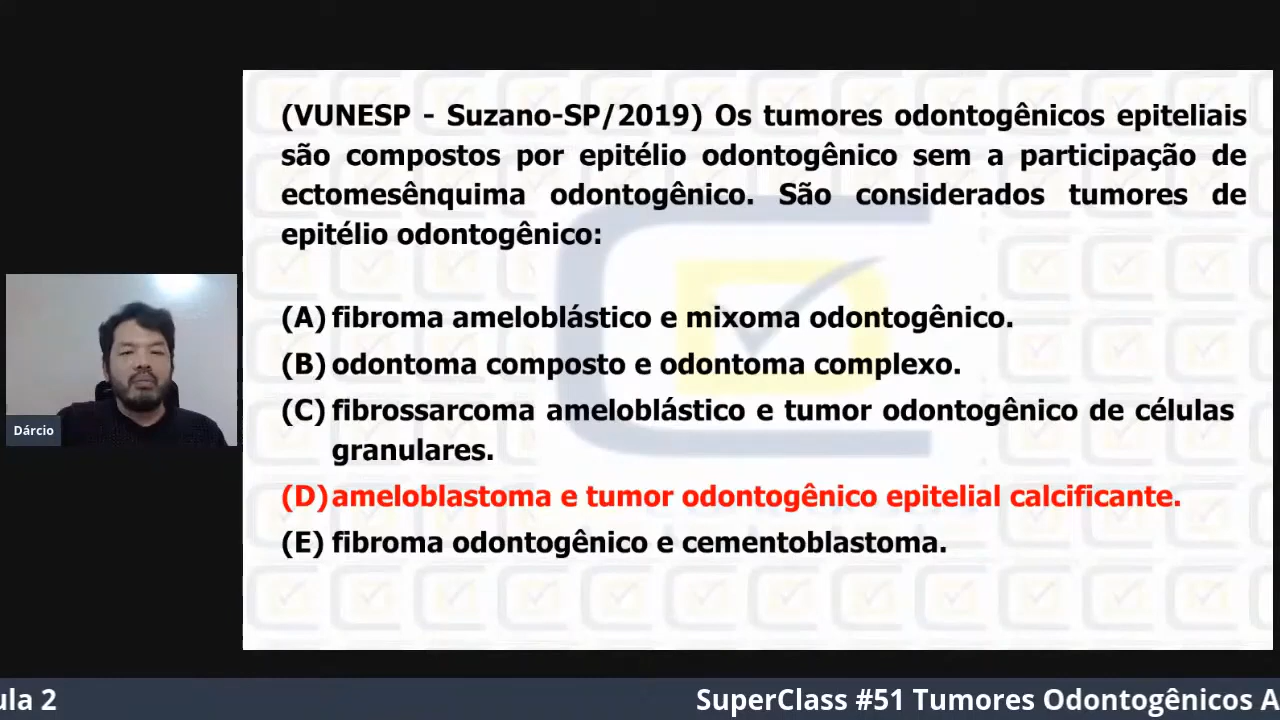 (VUNESP - Suzano-SP/2019) Os tumores odontogênicos epiteliais
são compostos por epitélio odontogênico sem a participação de
ectomesênquima odontogênico. São considerados tumores de
epitélio odontogênico:
(A) fibroma ameloblástico e mixoma odontogênico.
(B) odontoma composto e odontoma complexo.
(C) fibrossarcoma ameloblástico e tumor odontogênico de células
granulares.
(D) ameloblastoma e tumor odontogênico epitelial calcificante.
(E) fibroma odontogênico e cementoblastoma.
Dárcio
ula 2 SuperClass #51 Tumores Odontogênicos A